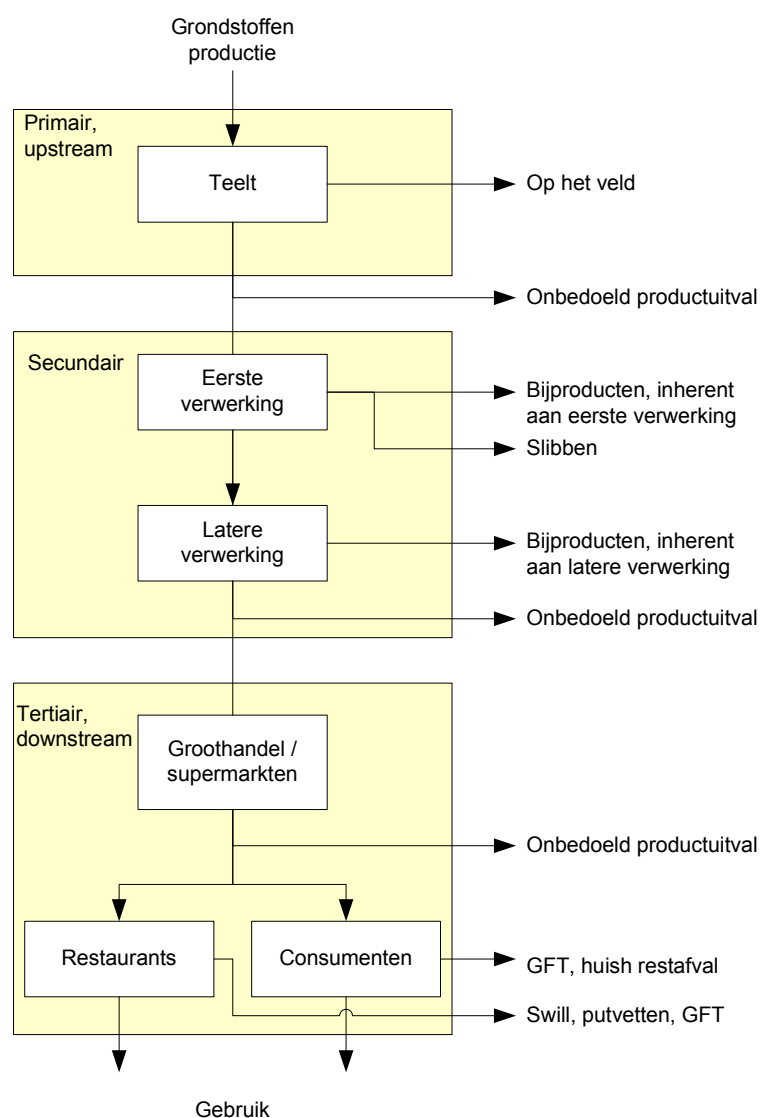 Grondstoffen
productie
Primair,
upstream
Teelt
Op het veld
Onbedoeld productuitval
Secundair
Eerste
verwerking
Bijproducten, inherent
aan eerste verwerking
Slibben
Latere
verwerking
Bijproducten, inherent
aan latere verwerking
Onbedoeld productuitval
Tertiair,
downstream
Groothandel /
supermarkten
Onbedoeld productuitval
Restaurants
Consumenten
GFT, huish restafval
Swill, putvetten, GFT
Gebruik